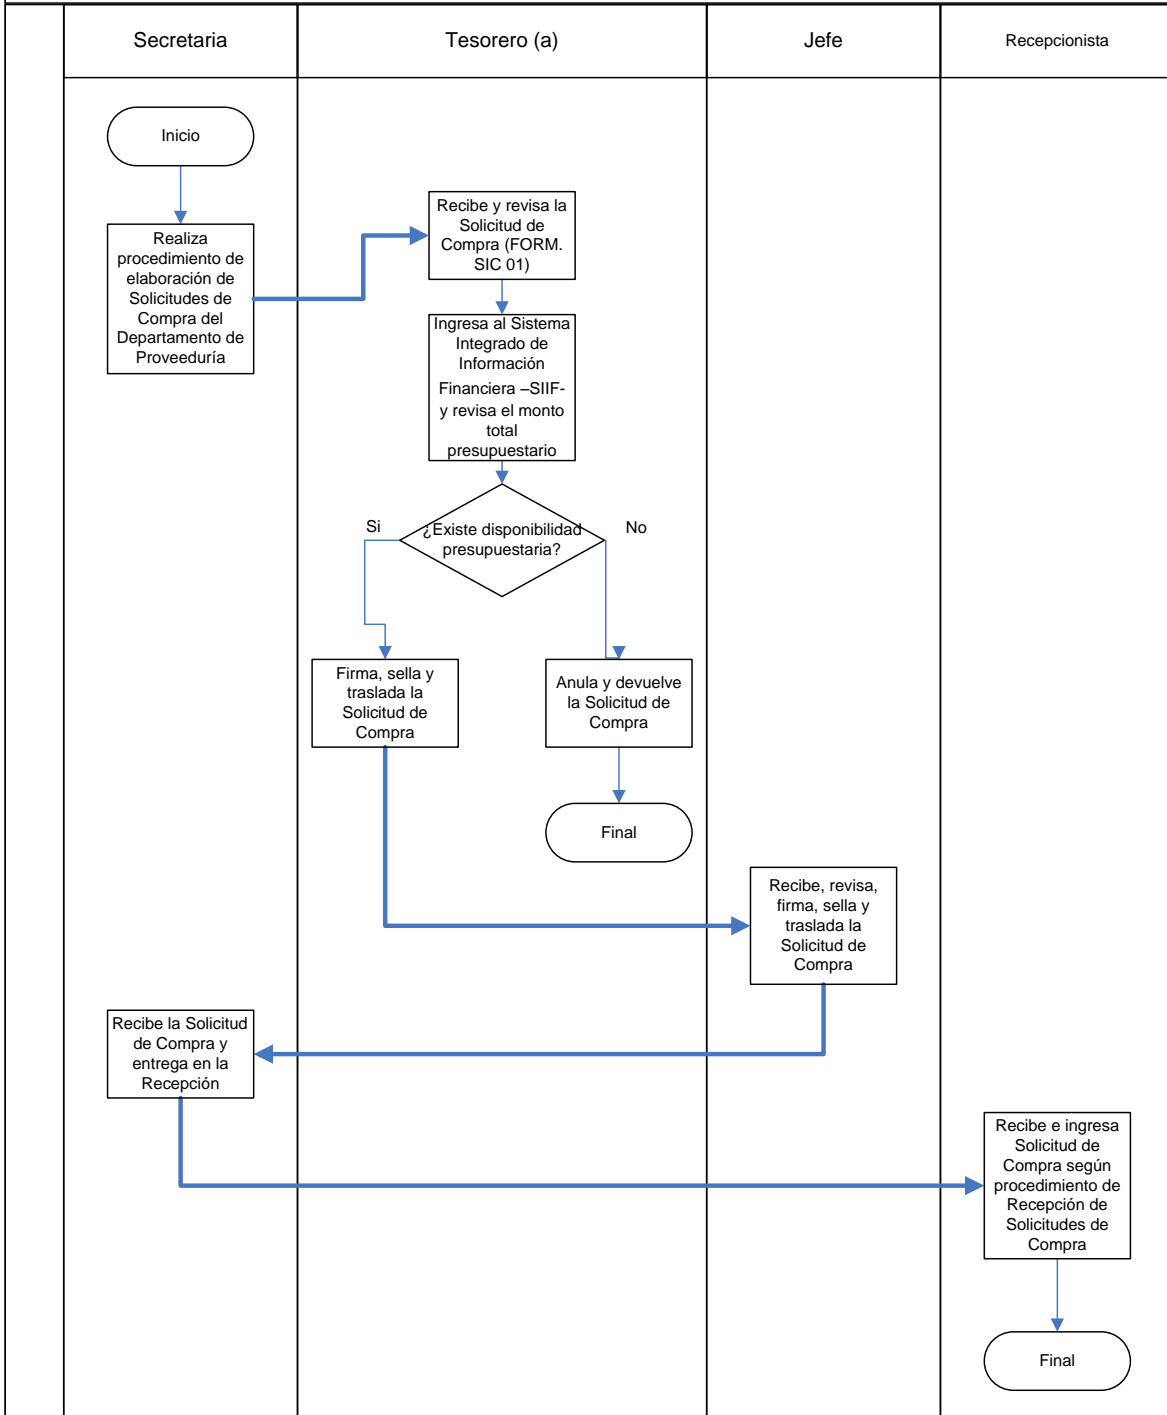 Secretaria
Tesorero (a)
Jefe
Recepcionista
Inicio
Realiza
procedimiento de
elaboración de
Solicitudes de
Compra del
Departamento de
Proveeduría
Recibe y revisa la
Solicitud de
Compra (FORM.
SIC 01)
Ingresa al Sistema
Integrado de
Información
Financiera –SIIF-
y revisa el monto
total
presupuestario
¿Existe disponibilidad
presupuestaria?
Si
No
Firma, sella y
traslada la
Solicitud de
Compra
Anula y devuelve
la Solicitud de
Compra
Final
Recibe, revisa,
firma, sella y
traslada la
Solicitud de
Compra
Recibe la Solicitud
de Compra y
entrega en la
Recepción
Recibe e ingresa
Solicitud de
Compra según
procedimiento de
Recepción de
Solicitudes de
Compra
Final